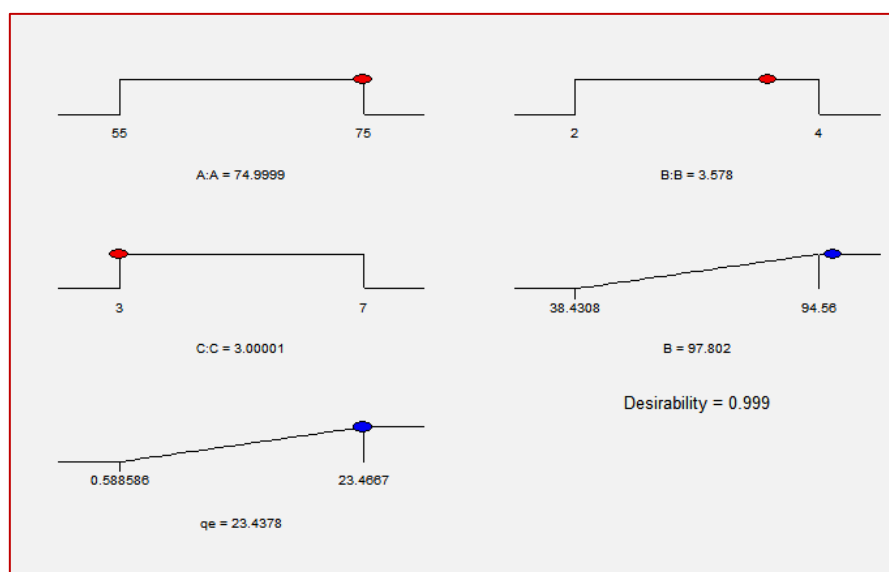 55 75
A:A = 74.9999
2 4
B:B = 3.578
3 7
C:C = 3.00001
38.4308 94.56
B = 97.802
Desirability = 0.999
0.588586 23.4667
qe = 23.4378